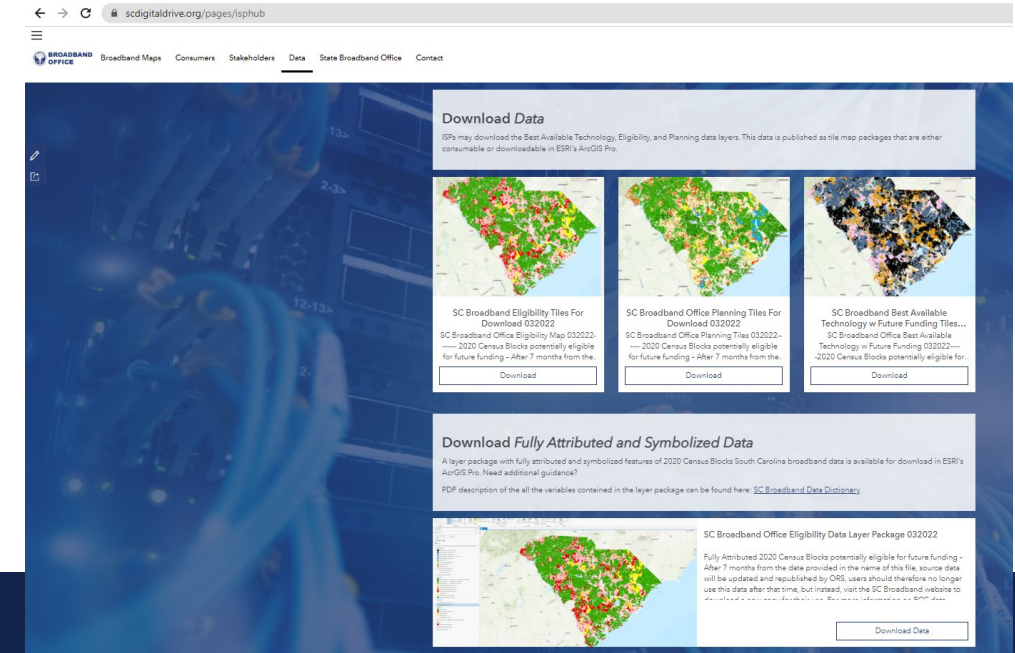 scdigitaldrive.org/pages/isphub
BROADBAND
OFFICE
Broadband Maps Consumers Stakeholders Data State Broadband Office Contact
Download Data
ISPs may download the Best Available Technology, Eligibility, and Planning data layers. This data is published as tile map packages that are either
consumable or downloadable in ESRI's ArcGIS Pro.
-13>
2-3>
12-13>
SC Broadband Eligibility Tiles For
Download 032022
SC Broadband Office Eligibility Map 032022-
------ 2020 Census Blocks potentially eligible
for future funding - After 7 months from the.
Download
SC Broadband Office Planning Tiles For
Download 032022
SC Broadband Office Planning Tiles 032022--
---- 2020 Census Blocks potentially eligible
for future funding - After 7 months from the.
Download
SC Broadband Best Available
Technology w Future Funding Tiles...
SC Broadband Office Best Available
Technology w Future Funding 032022----
-2020 Census Blocks potentially eligible for..
Download
Download Fully Attributed and Symbolized Data
A layer package with fully attributed and symbolized features of 2020 Census Blocks South Carolina broadband data is available for download in ESRI's
AcrGIS Pro. Need additional guidance?
PDF description of the all the variables contained in the layer package can be found here: SC Broadband Data Dictionary
SC Broadband Office Eligibility Data Layer Package 032022
Fully Attributed 2020 Census Blocks potentially eligible for future funding -
After 7 months from the date provided in the name of this file, source data
will be updated and republished by ORS, users should therefore no longer
use this data after that time, but instead, visit the SC Broadband website to
Download Data